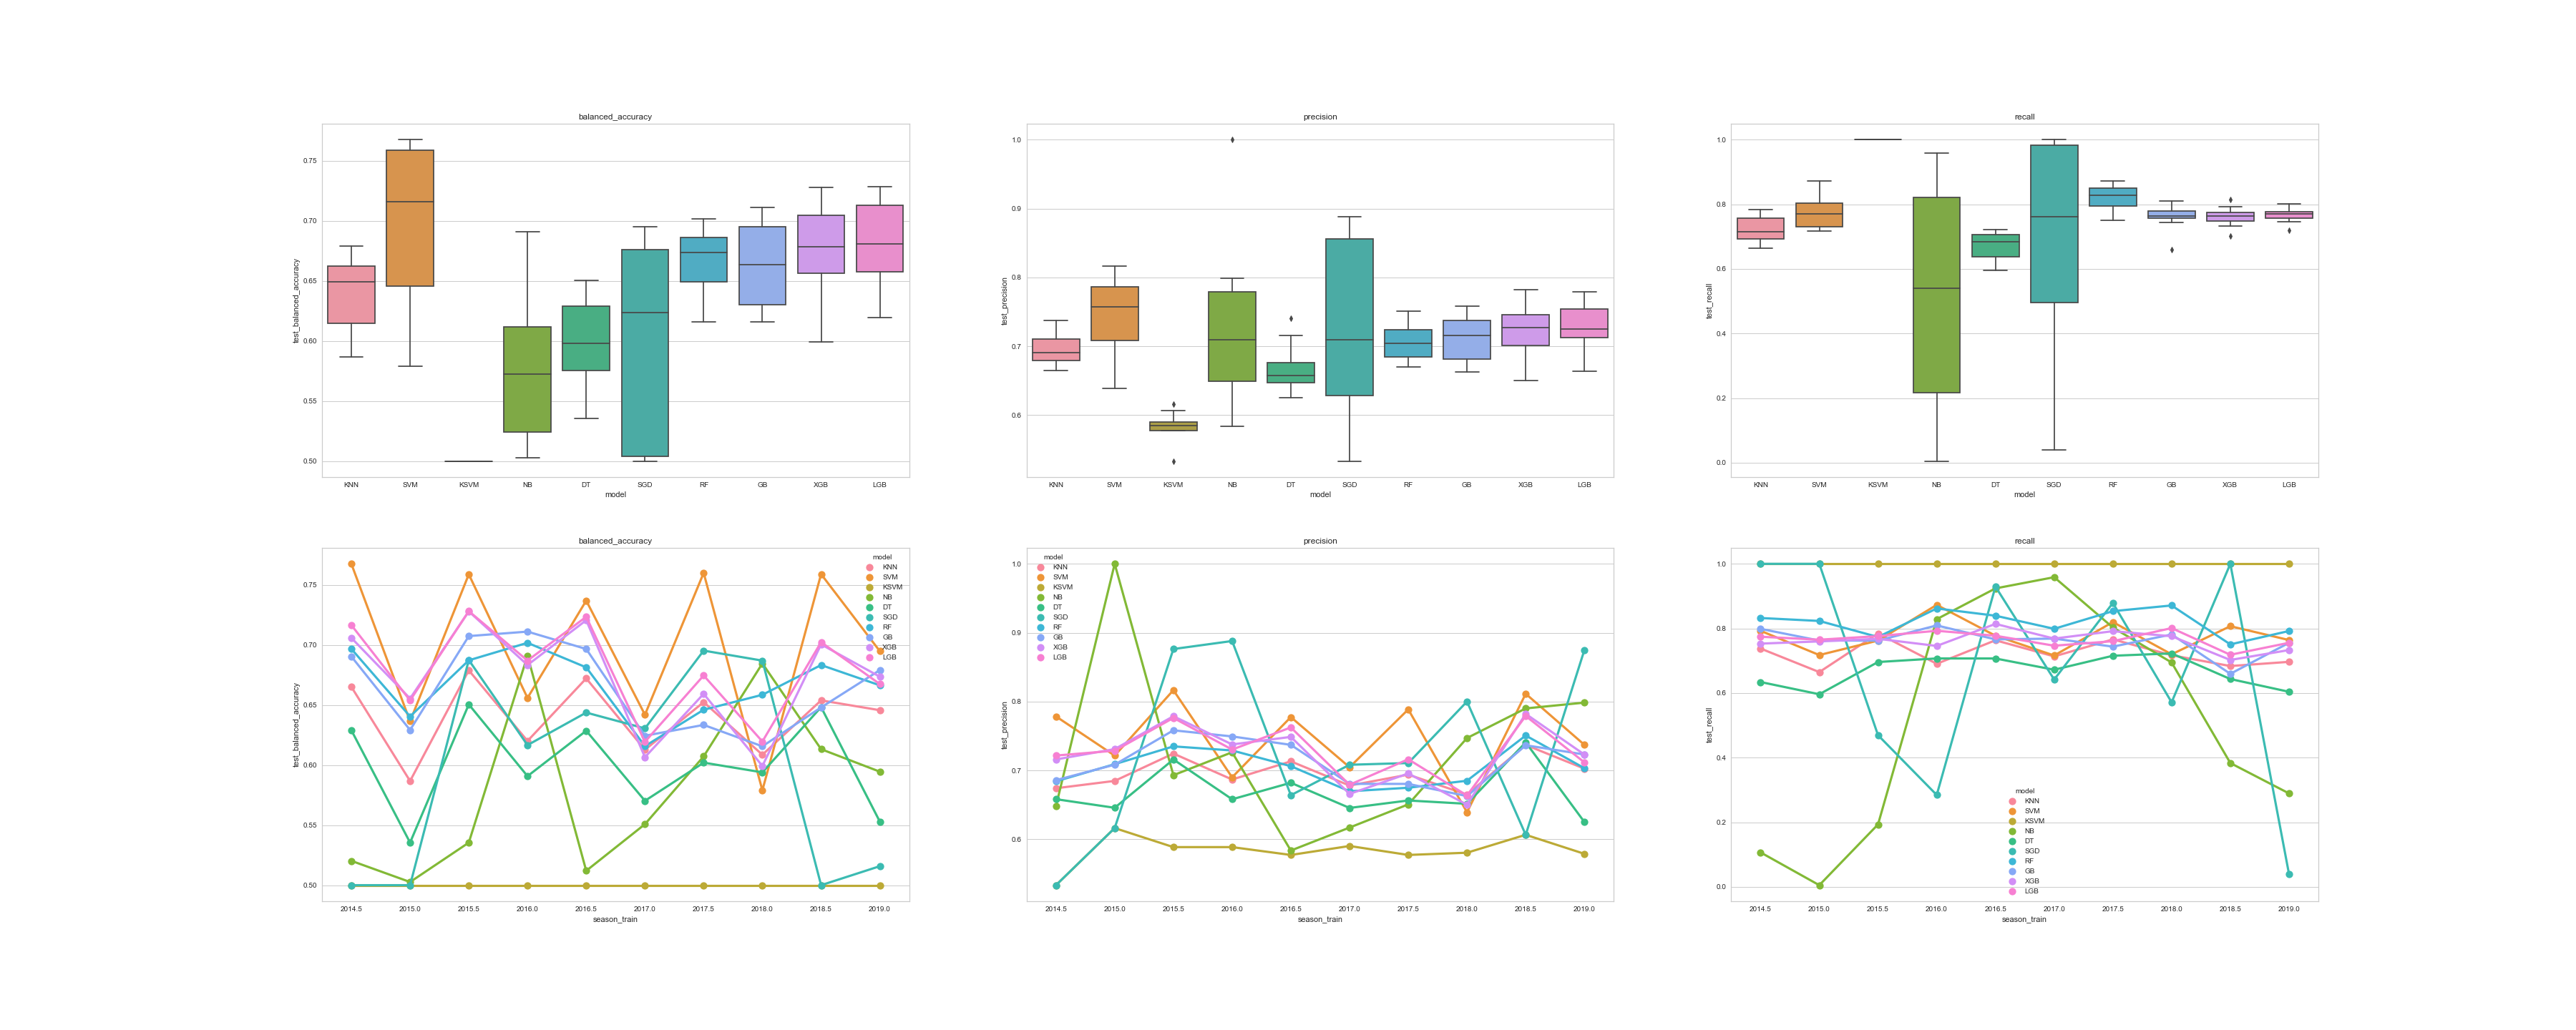 balanced_accuracy
0.75
0.70
0.65
0.60
0.55
0.50
test_balanced_accuracy
KNN SVM KSVM NB DT SGD RF GB XGB LGB
model
precision
1.0
0.9
0.8
0.7
0.6
test_precision
KNN SVM KSVM NB DT SGD RF GB XGB LGB
model
recall
1.0
0.8
0.6
0.4
0.2
0.0
test_recall
KNN SVM KSVM NB DT SGD RF GB XGB LGB
model
balanced_accuracy
0.75
0.70
0.65
0.60
0.55
0.50
test_balanced_accuracy
model
KNN
SVM
KSVM
NB
DT
SGD
RF
GB
XGB
LGB
2014.5 2015.0 2015.5 2016.0 2016.5 2017.0 2017.5 2018.0 2018.5 2019.0
season_train
precision
1.0
0.9
0.8
0.7
0.6
test_precision
model
KNN
SVM
KSVM
NB
DT
SGD
RF
GB
XGB
LGB
2014.5 2015.0 2015.5 2016.0 2016.5 2017.0 2017.5 2018.0 2018.5 2019.0
season_train
recall
1.0
0.8
0.6
0.4
0.2
0.0
test_recall
model
KNN
SVM
KSVM
NB
DT
SGD
RF
GB
XGB
LGB
2014.5 2015.0 2015.5 2016.0 2016.5 2017.0 2017.5 2018.0 2018.5 2019.0
season_train